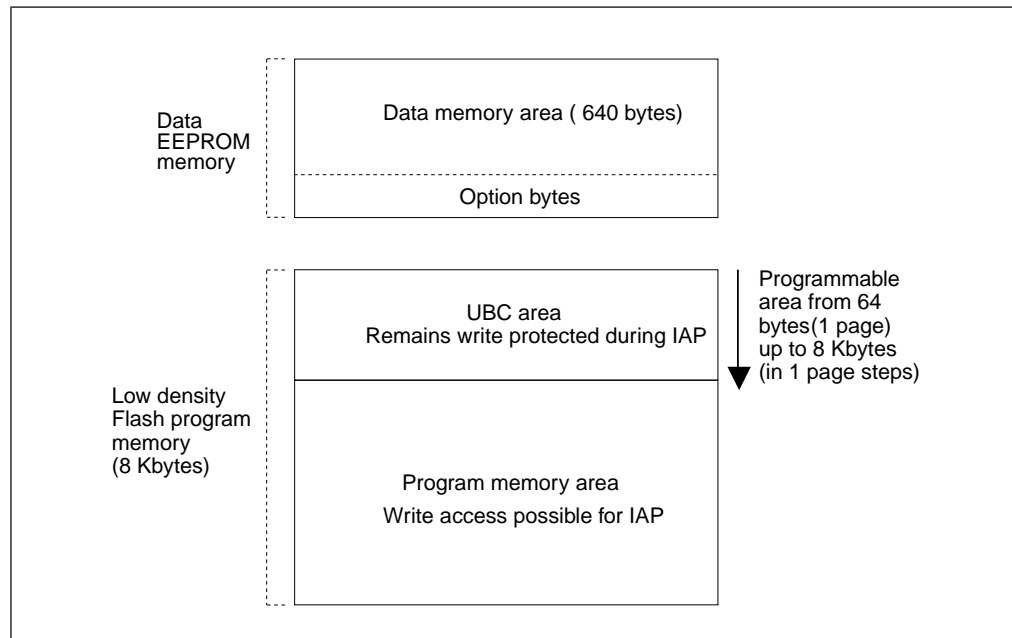 Data
EEPROM
memory
Data memory area ( 640 bytes)
Option bytes
Low density
Flash program
memory
(8 Kbytes)
UBC area
Remains write protected during IAP
Programmable
area from 64
bytes(1 page)
up to 8 Kbytes
(in 1 page steps)
Program memory area
Write access possible for IAP